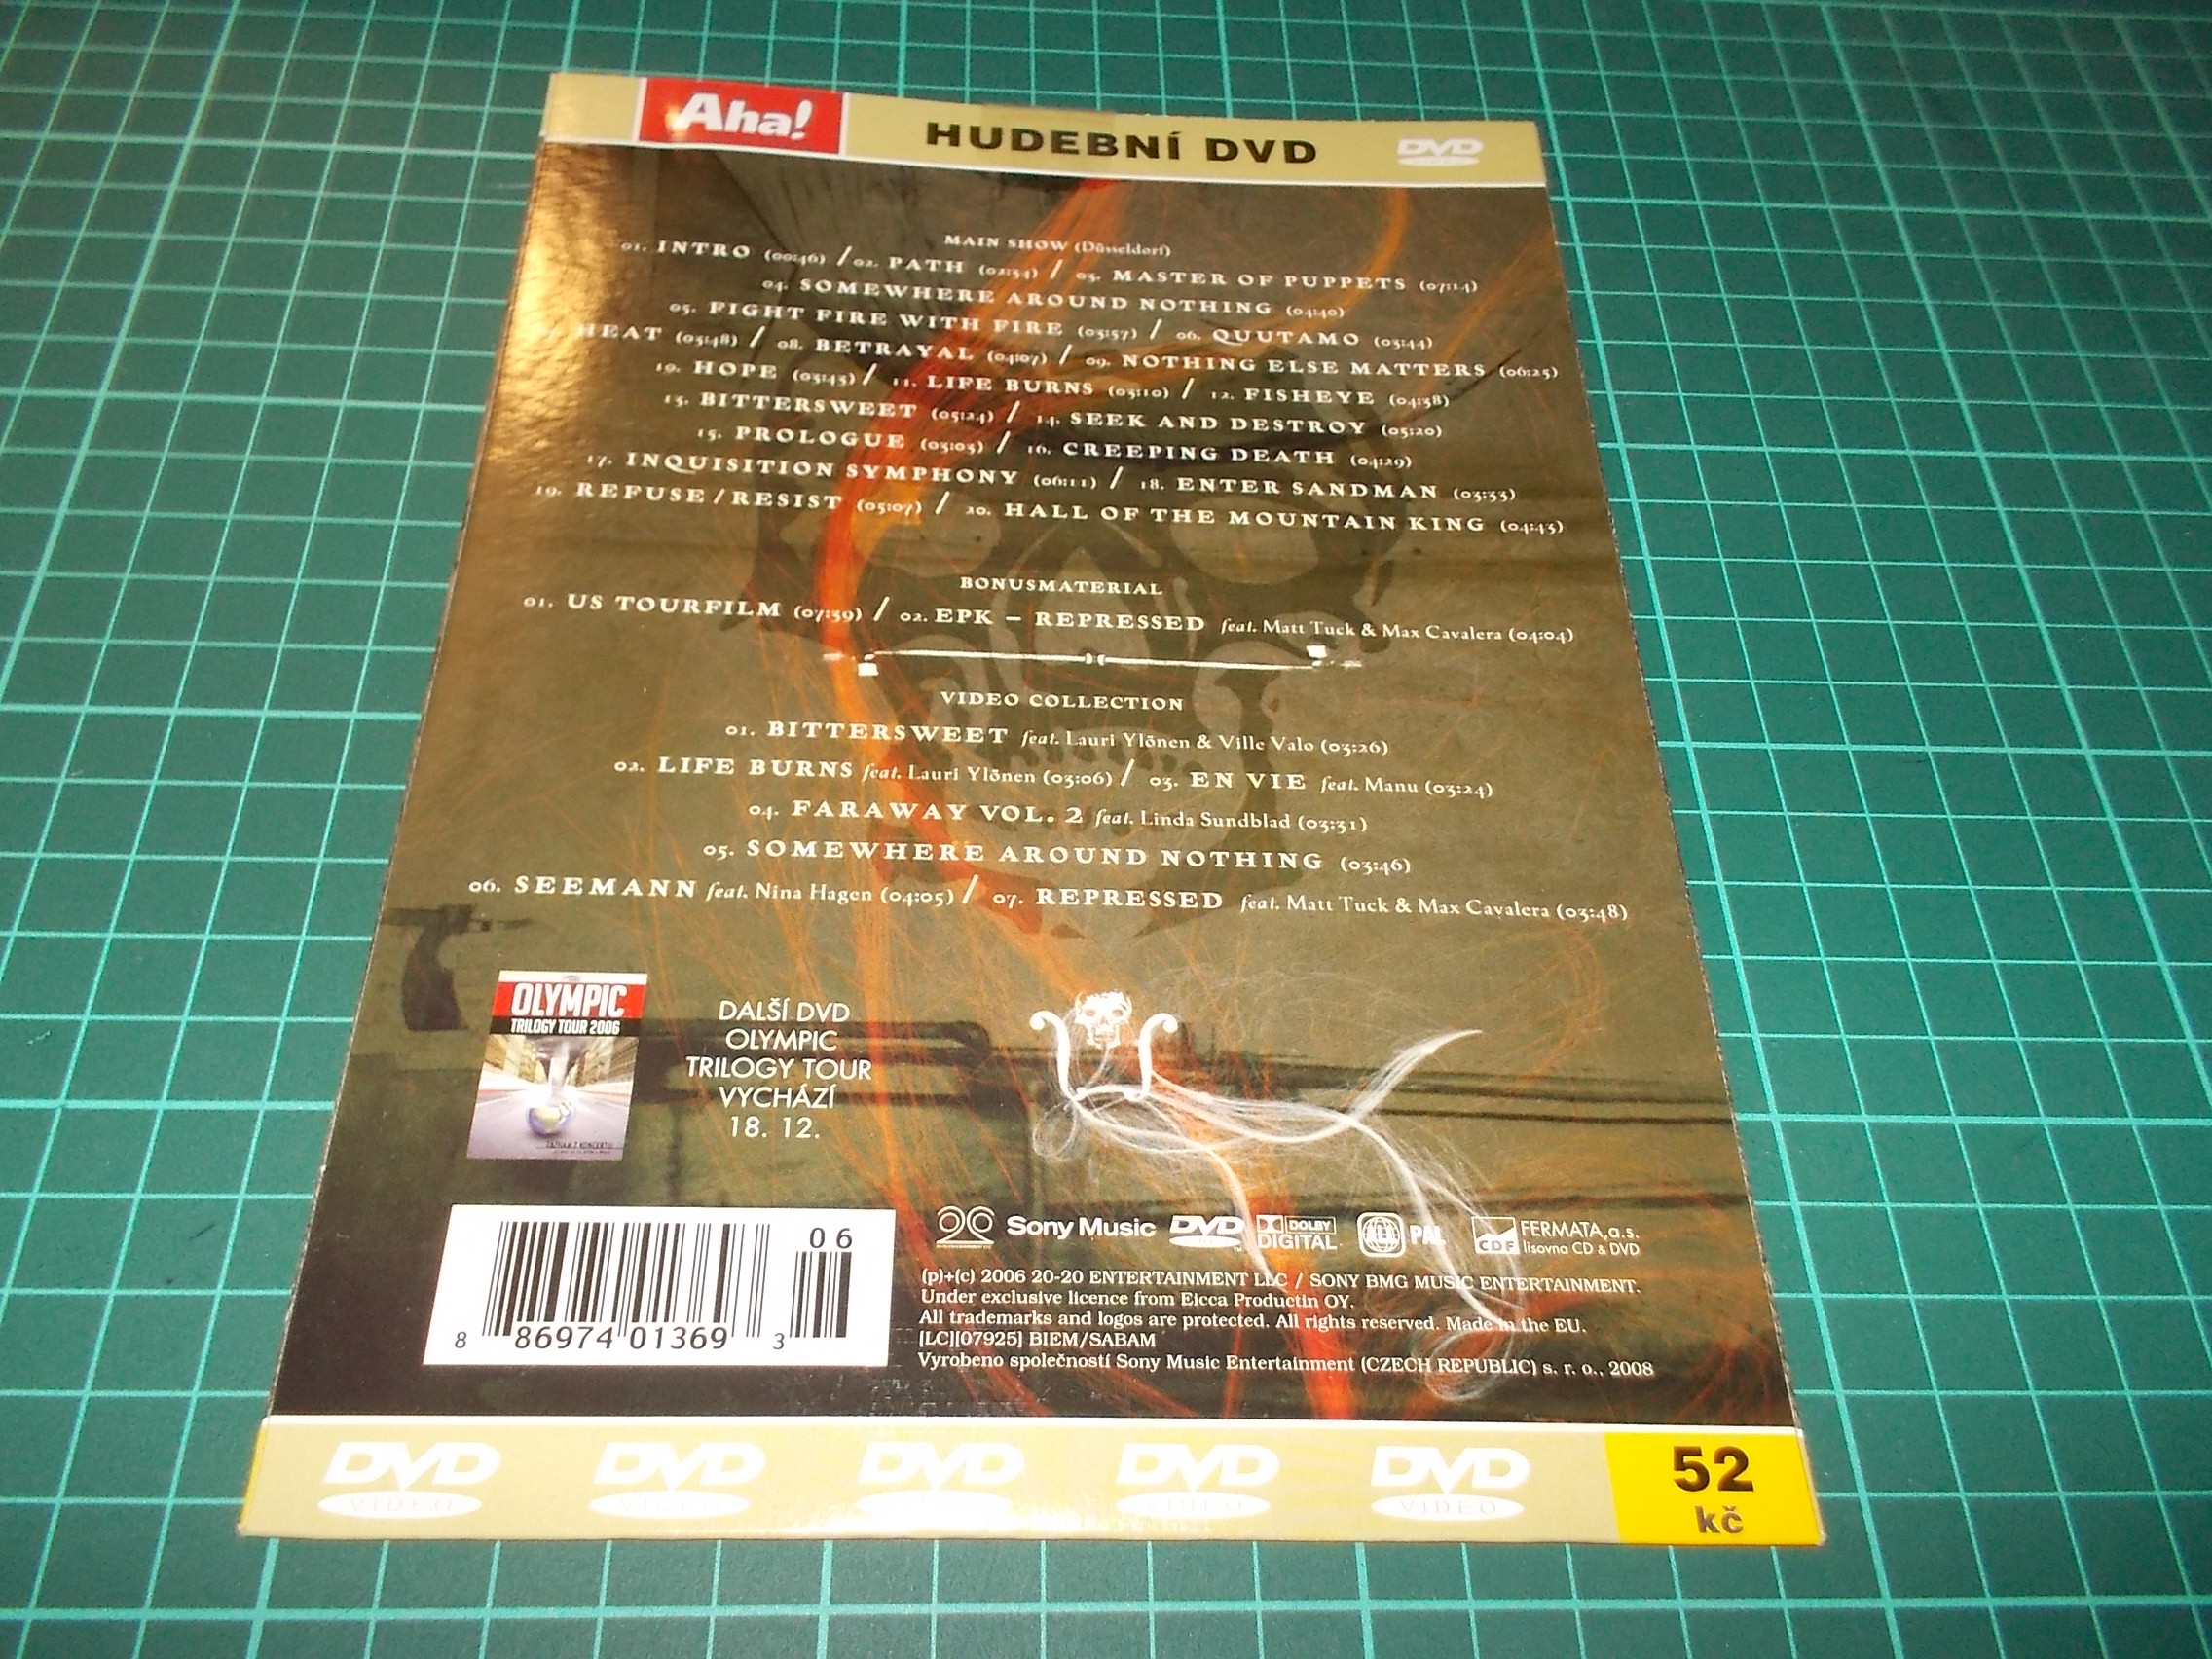 Aha!
HUDEBNÍ DVD
DVD
MAIN SHOW (Düsseldorf)
01. INTRO (00:46) / 02. PATH (02:54) / 03. MASTER OF PUPPETS (07:14)
04. SOMEWHERE AROUND NOTHING (04:40)
05. FIGHT FIRE WITH FIRE (03:57) / 06. QUUTAMO (03:44)
HEAT (03:48) / 08. BETRAYAL (04:07) / 09. NOTHING ELSE MATTERS (06:25)
10. HOPE (03:43) / 11. LIFE BURNS (03:10) / 12. FISHEYE (04:38)
13. BITTERSWEET (05:24) / 14. SEEK AND DESTROY (05:20)
15. PROLOGUE (03:03) / 16. CREEPING DEATH (04:29)
17. INQUISITION SYMPHONY (06:11) / 18. ENTER SANDMAN (03:33)
19. REFUSE/RESIST (05:07) / 20. HALL OF THE MOUNTAIN KING (04:43)
BONUSMATERIAL
01. US TOURFILM (07:39) / 02. EPK – REPRESSED feat. Matt Tuck & Max Cavalera (04:04)
VIDEO COLLECTION
01. BITTERSWEET feat. Lauri Ylönen & Ville Valo (03:26)
02. LIFE BURNS feat. Lauri Ylönen (03:06) / 03. EN VIE feat. Manu (03:24)
04. FARAWAY VOL. 2 feat. Linda Sundblad (03:31)
05. SOMEWHERE AROUND NOTHING (03:46)
06. SEEMANN feat. Nina Hagen (04:05) / 07. REPRESSED feat. Matt Tuck & Max Cavalera (03:48)
OLYMPIC
TRILOGY TOUR 2006
DALŠÍ DVD
OLYMPIC
TRILOGY TOUR
VYCHÁZÍ
18. 12.
06
8 86974 01369 3
SONY MUSIC DVD DOLBY DIGITAL ALL PAL CDF FERMATA, a.s.
lisovna CD & DVD
(p)+(c) 2006 20-20 ENTERTAINMENT LLC / SONY BMG MUSIC ENTERTAINMENT.
Under exclusive licence from Eicca Productin OY.
All trademarks and logos are protected. All rights reserved. Made in the EU.
[LC][07925] BIEM/SABAM
Vyrobeno společností Sony Music Entertainment (CZECH REPUBLIC) s. r. o., 2008
DVD VIDEO DVD VIDEO DVD VIDEO DVD VIDEO DVD VIDEO
52
kč